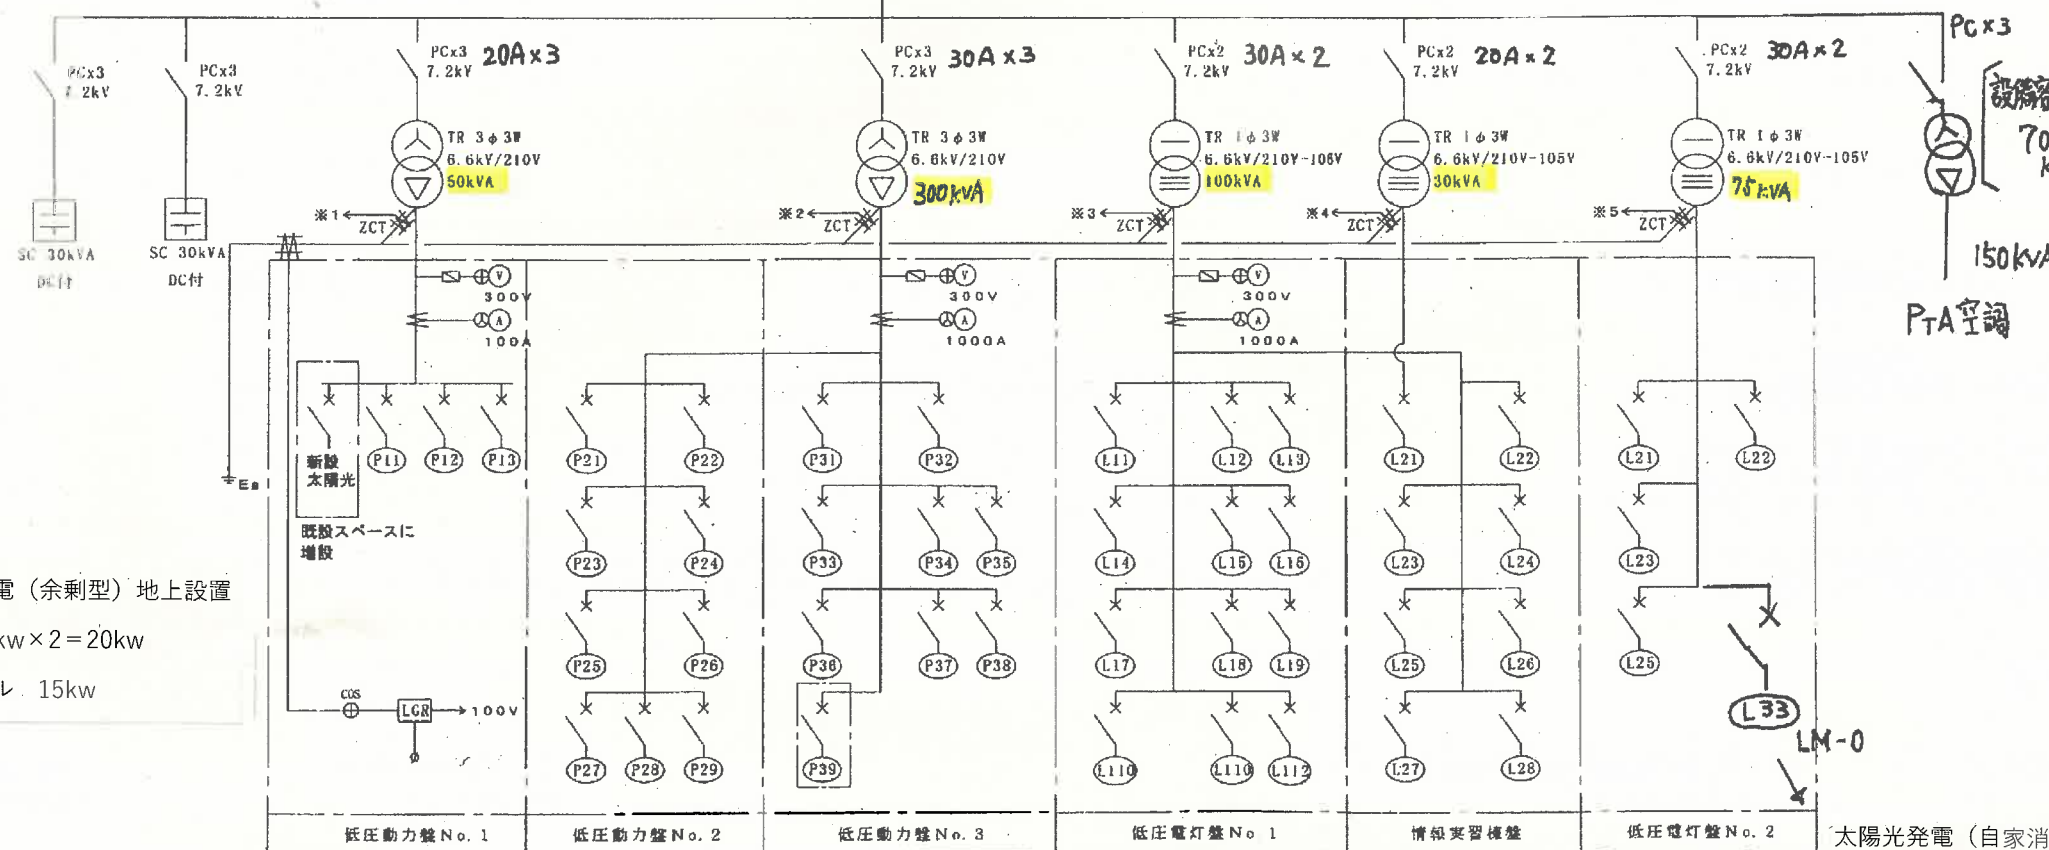 PCx3
7.2kV
PCx3
7.2kV
PCx3
7.2kV
20A×3
PCx3
7.2kV
30A×3
PCx2
7.2kV
30A×2
PCx2
7.2kV
20A×2
PCx2
7.2kV
30A×2
PC×3
TR 3φ3W
6.6kV/210V
50kVA
TR 3φ3W
6.6kV/210V
300kVA
TR 1φ3W
6.6kV/210V-105V
100kVA
TR 1φ3W
6.6kV/210V-105V
30kVA
TR 1φ3W
6.6kV/210V-105V
75kVA
70
150kVA
PTA空調
SC 30kVA
DC付
SC 30kVA
DC付
※1
ZCT
※2
ZCT
※3
ZCT
※4
ZCT
※5
ZCT
V
300V
A
100A
V
300V
A
1000A
V
300V
A
1000A
新設
太陽光
既設スペースに
増設
P11
P12
P13
P21
P22
P31
P32
L11
L12
L13
L21
L22
L21
L22
P23
P24
P33
P34
P35
L14
L15
L16
L23
L24
L23
P25
P26
P36
P37
P38
L17
L18
L19
L25
L26
L25
P27
P28
P29
P39
L110
L110
L112
L27
L28
L33
LM-0
電（余剰型）地上設置
kw×2=20kw
レ 15kw
COS
LGR
100V
低圧動力盤No.1
低圧動力盤No.2
低圧動力盤No.3
低圧電灯盤No 1
情報実習棟盤
低圧電灯盤No.2
太陽光発電（自家消